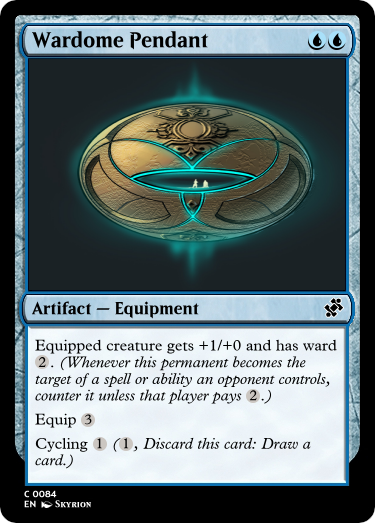 Wardome Pendant
Artifact — Equipment
Equipped creature gets +1/+0 and has ward
2. (Whenever this permanent becomes the
target of a spell or ability an opponent controls,
counter it unless that player pays 2.)
Equip 3
Cycling 1 (1, Discard this card: Draw a
card.)
C 0084
EN Skyrion